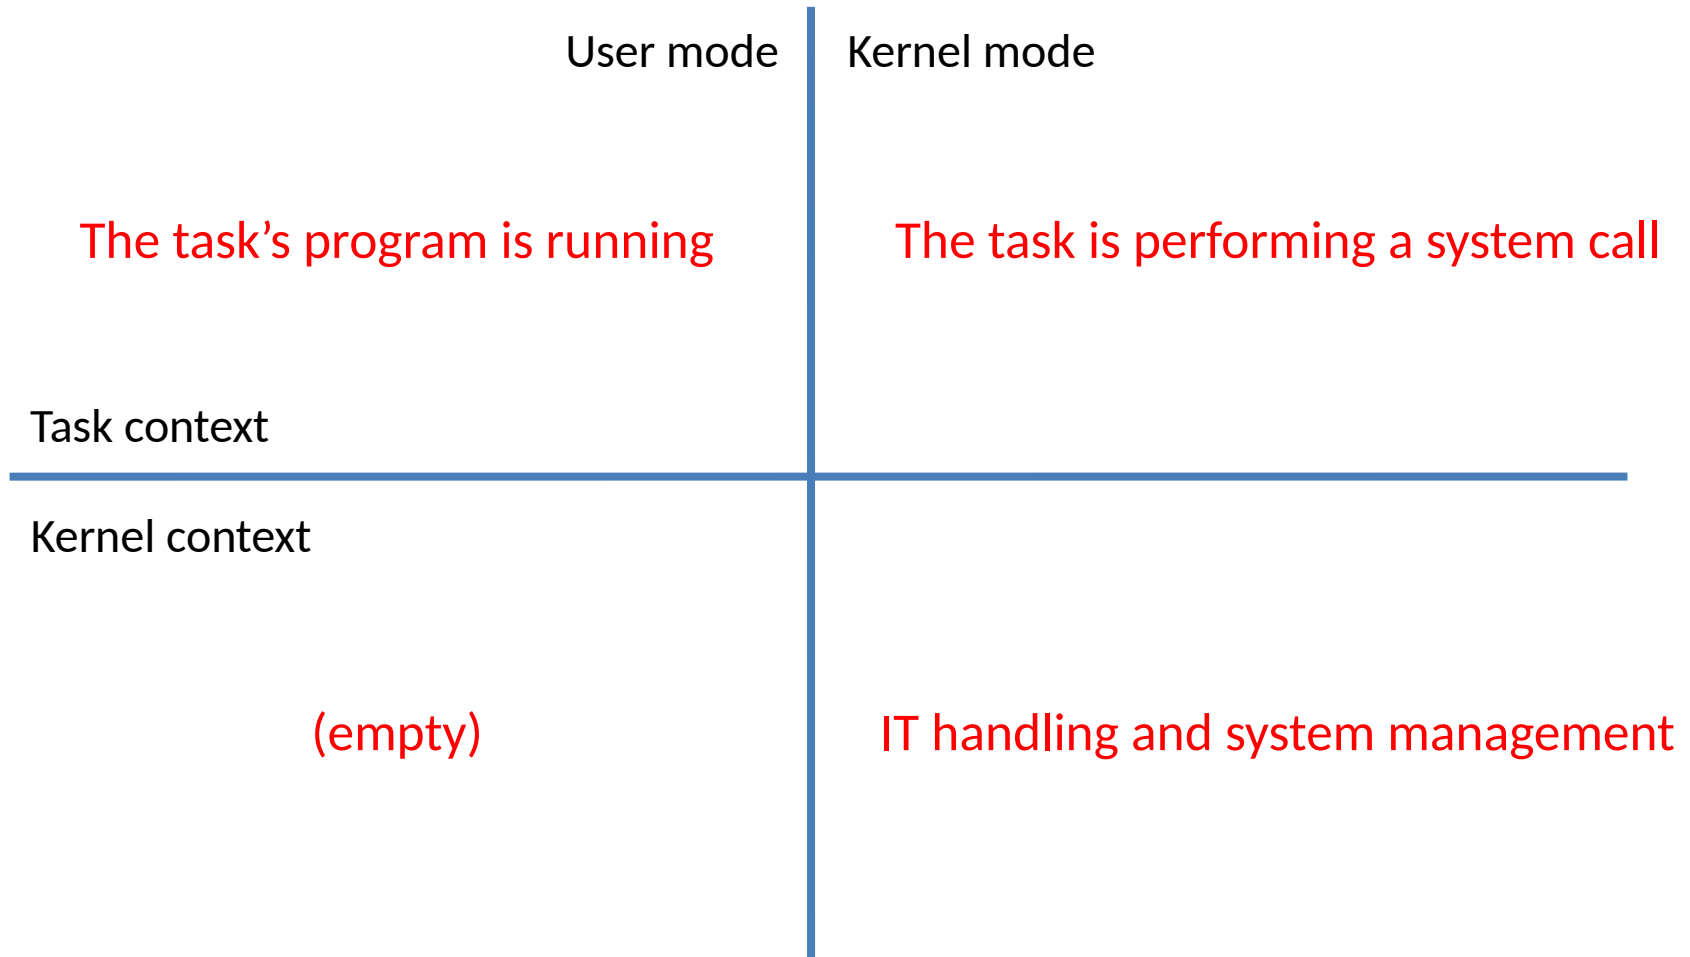 User mode
Kernel mode
The task’s program is running
The task is performing a system call
Task context
Kernel context
(empty)
IT handling and system management